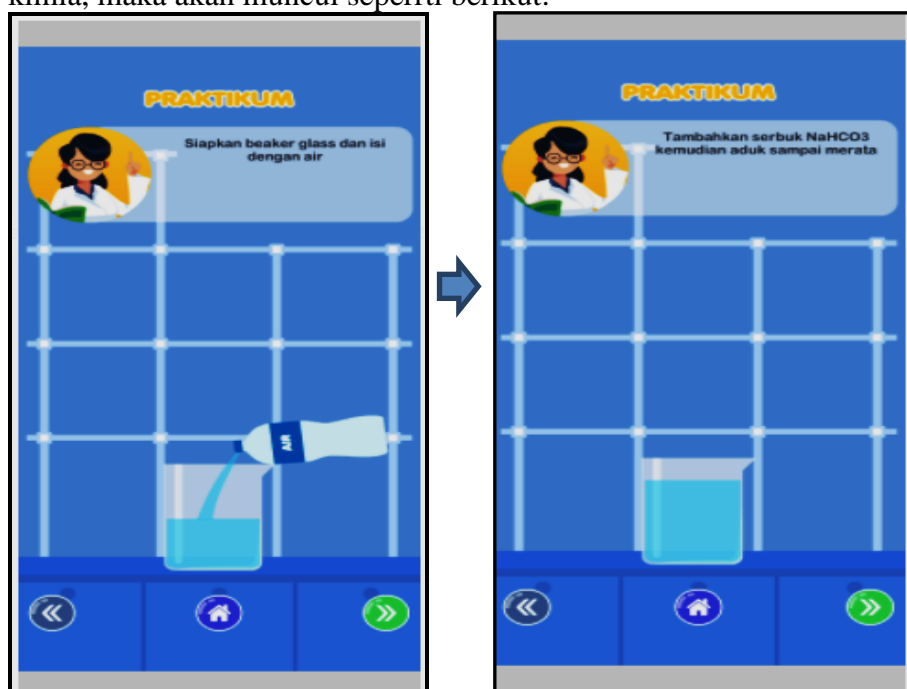 kimia, maka akan muncul seperiti berikut:
PRAKTIKUM
Siapkan beaker glass dan isi
dengan air
AIR
PRAKTIKUM
Tambahkan serbuk NaHCO3
kemudian aduk sampai merata